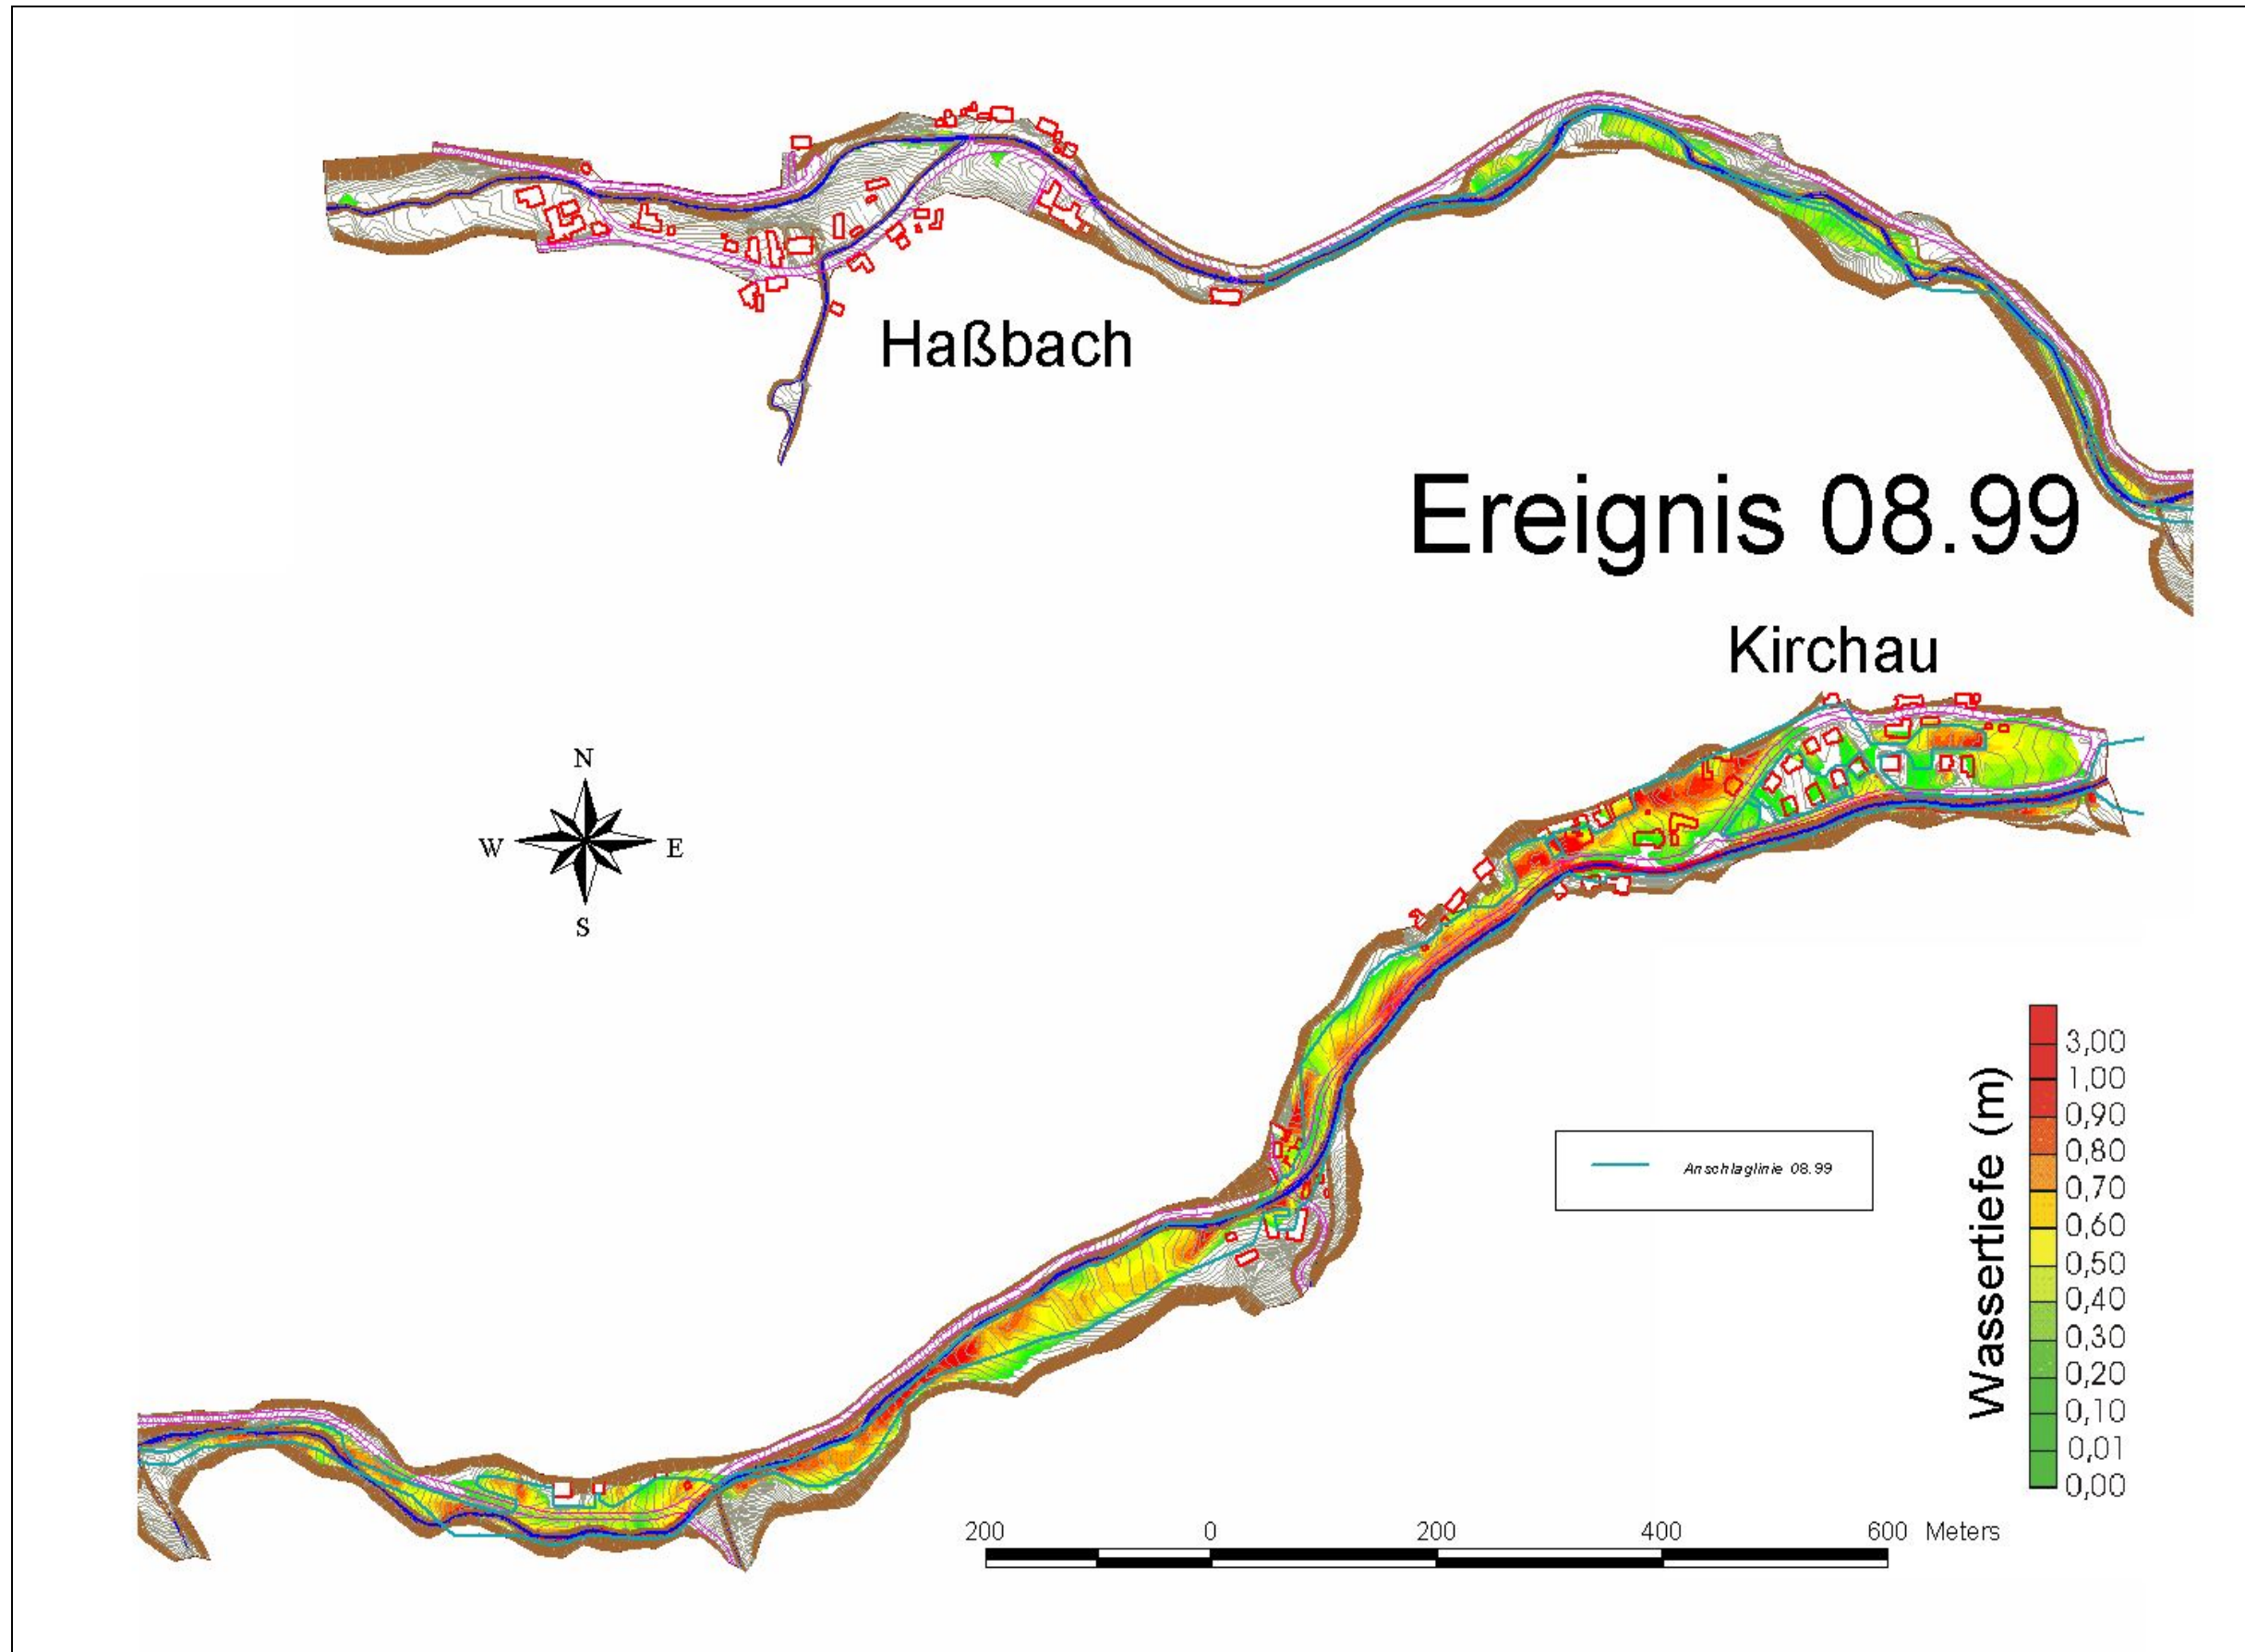 Haßbach
Ereignis 08.99
Kirchau
N
W
E
S
Wassertiefe (m)
3,00
1,00
0,90
0,80
0,70
0,60
0,50
0,40
0,30
0,20
0,10
0,01
0,00
Anschlaglinie 08.99
200 0 200 400 600 Meters